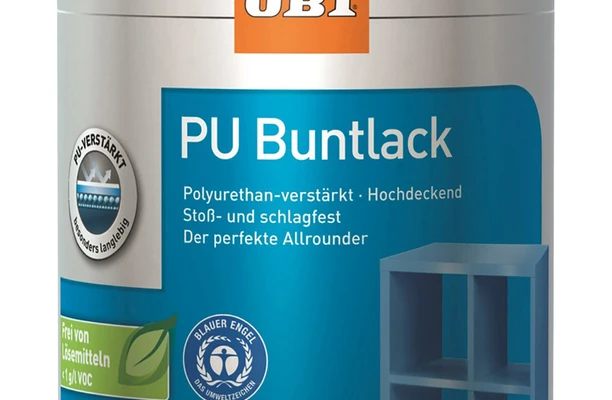 OBI
PU Buntlack
PU-VERSTÄRKT
besonders langlebig
Polyurethan-verstärkt · Hochdeckend
Stoß- und schlagfest
Der perfekte Allrounder
Frei von
Lösemitteln
< 1 g/l VOC
BLAUER ENGEL
DAS UMWELTZEICHEN